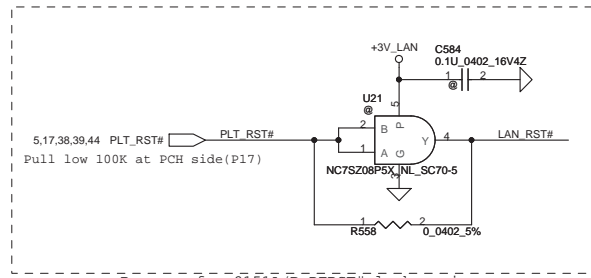 +3V_LAN
C584
0.1U_0402_16V4Z
1 2
@
U21
@
5
5,17,38,39,44 PLT_RST# PLT_RST#
Pull low 100K at PCH side(P17)
2 B P
1 A G Y 4 LAN_RST#
3
NC7SZ08P5X_NL_SC70-5
1 2
R558 0_0402_5%